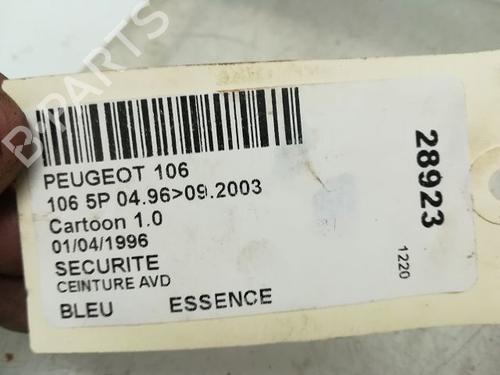 PEUGEOT 106
106 5P 04.96>09.2003
Cartoon 1.0
01/04/1996
SECURITE
CEINTURE AVD
BLEU ESSENCE
28923
1220
B-PARTS